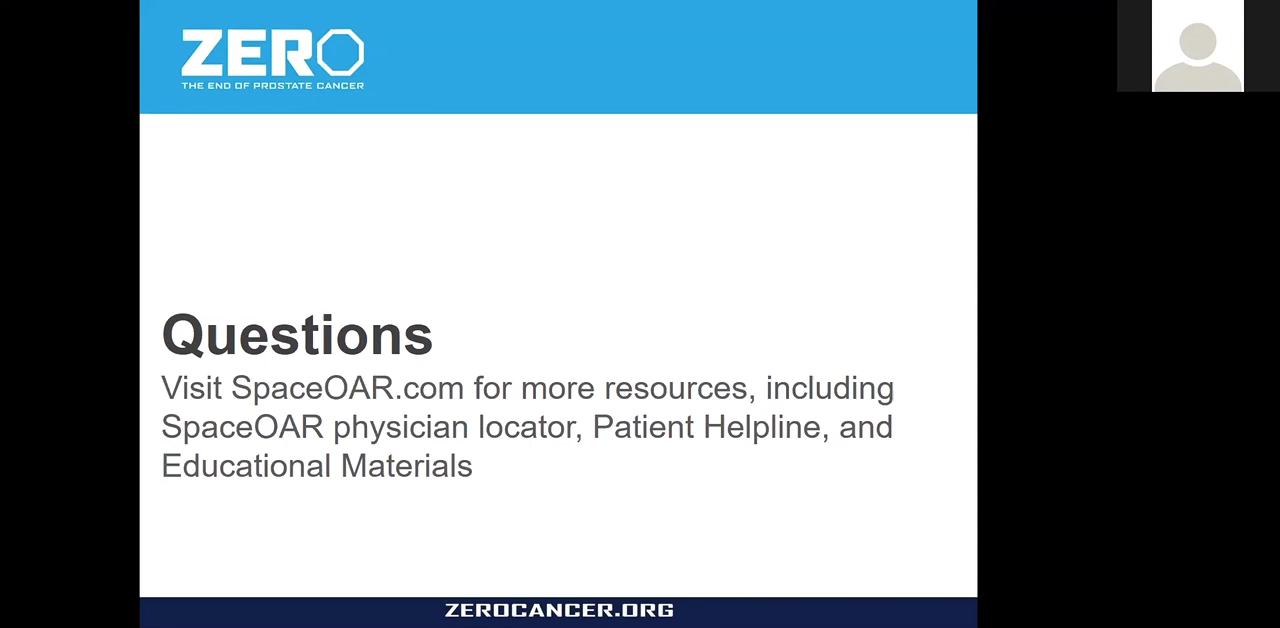 ZERO
THE END OF PROSTATE CANCER
Questions
Visit SpaceOAR.com for more resources, including
SpaceOAR physician locator, Patient Helpline, and
Educational Materials
ZEROCANCER.ORG